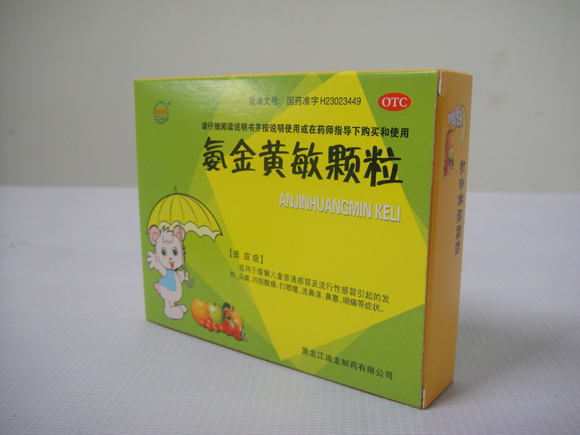 批准文号：国药准字H23023449
OTC
请仔细阅读说明书并按说明使用或在药师指导下购买和使用
氨金黄敏颗粒
ANJINHUANGMIN KELI
【适应症】
适用于缓解儿童普通感冒及流行性感冒引起的发
热、头痛、四肢酸痛、打喷嚏、流鼻涕、鼻塞、咽痛等症状。
黑龙江迪龙制药有限公司